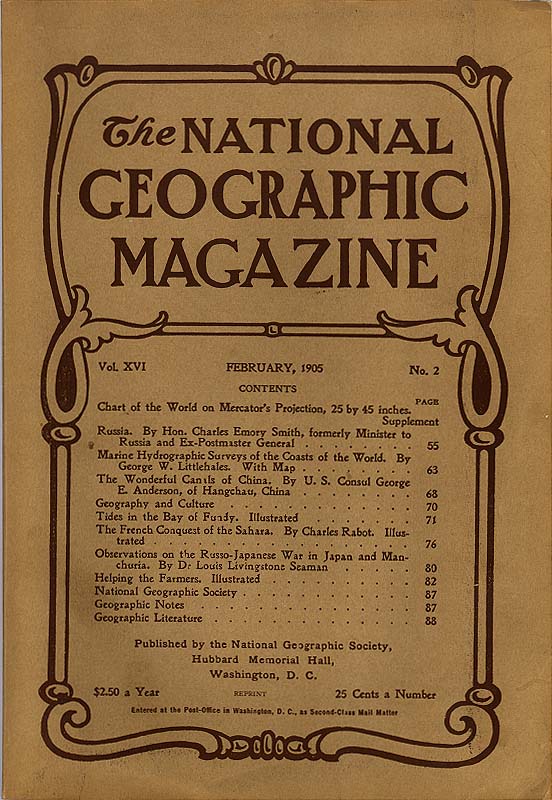 The NATIONAL
GEOGRAPHIC
MAGAZINE
Vol. XVI FEBRUARY, 1905 No. 2
CONTENTS
PAGE
Chart of the World on Mercator's Projection, 25 by 45 inches.
Supplement
Russia. By Hon. Charles Emory Smith, formerly Minister to
Russia and Ex-Postmaster General . . . . . . . . 55
Marine Hydrographic Surveys of the Coasts of the World. By
George W. Littlehales. With Map . . . . . . . . 63
The Wonderful Canals of China. By U. S. Consul George
E. Anderson, of Hangchau, China . . . . . . . . 68
Geography and Culture . . . . . . . . . . . . 70
Tides in the Bay of Fundy. Illustrated . . . . . . . . 71
The French Conquest of the Sahara. By Charles Rabot. Illus-
trated . . . . . . . . . . . . . . . . 76
Observations on the Russo-Japanese War in Japan and Man-
churia. By Dr Louis Livingstone Seaman . . . . . . 80
Helping the Farmers. Illustrated . . . . . . . . . . 82
National Geographic Society . . . . . . . . . . . 87
Geographic Notes . . . . . . . . . . . . . . 87
Geographic Literature . . . . . . . . . . . . . 88
Published by the National Geographic Society,
Hubbard Memorial Hall,
Washington, D. C.
$2.50 a Year REPRINT 25 Cents a Number
Entered at the Post-Office in Washington, D. C., as Second-Class Mail Matter